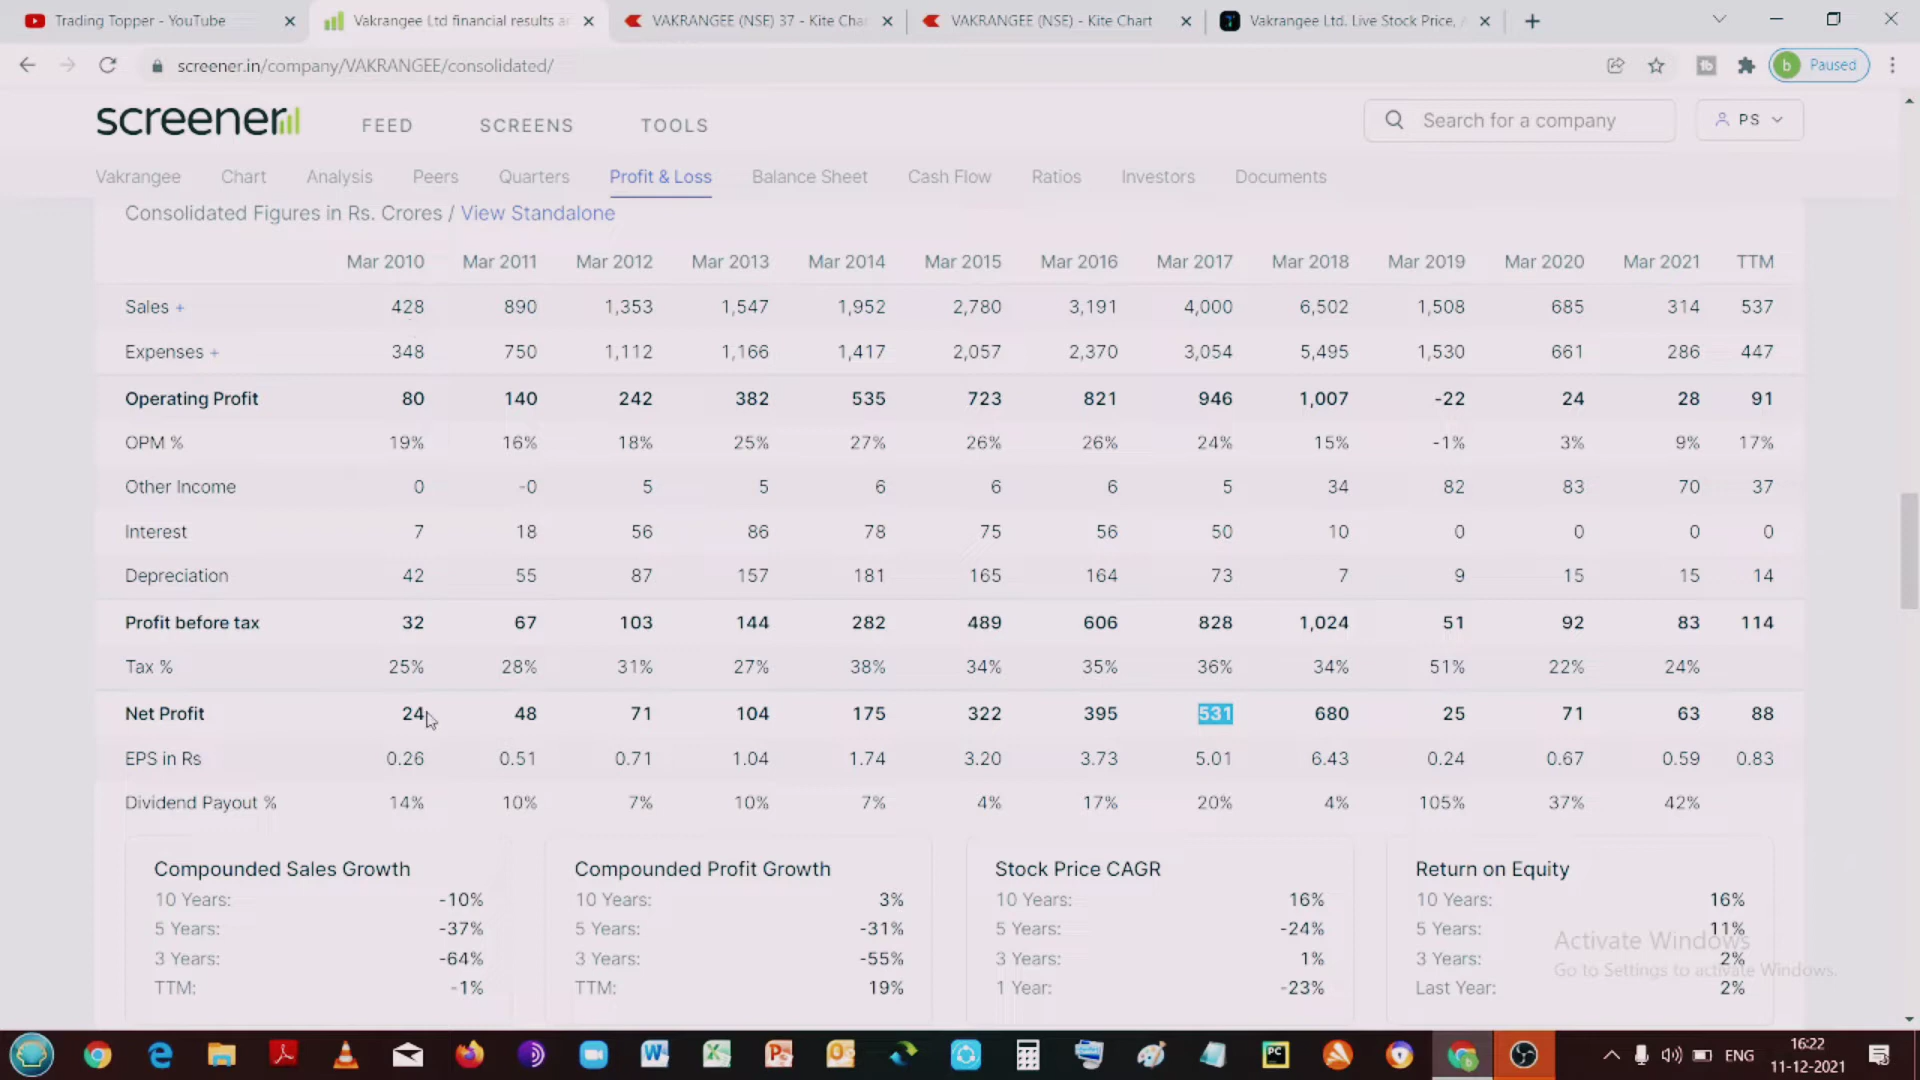 Trading Topper - YouTube
Vakrangee Ltd financial results a
VAKRANGEE (NSE) 37 - Kite Cha
VAKRANGEE (NSE) - Kite Chart
Vakrangee Ltd. Live Stock Price,
screener.in/company/VAKRANGEE/consolidated/
b Paused
screener
FEED SCREENS TOOLS
Search for a company
PS
Vakrangee Chart Analysis Peers Quarters Profit & Loss Balance Sheet Cash Flow Ratios Investors Documents
Consolidated Figures in Rs. Crores / View Standalone
Mar 2010 Mar 2011 Mar 2012 Mar 2013 Mar 2014 Mar 2015 Mar 2016 Mar 2017 Mar 2018 Mar 2019 Mar 2020 Mar 2021 TTM
Sales + 428 890 1,353 1,547 1,952 2,780 3,191 4,000 6,502 1,508 685 314 537
Expenses + 348 750 1,112 1,166 1,417 2,057 2,370 3,054 5,495 1,530 661 286 447
Operating Profit 80 140 242 382 535 723 821 946 1,007 -22 24 28 91
OPM % 19% 16% 18% 25% 27% 26% 26% 24% 15% -1% 3% 9% 17%
Other Income 0 -0 5 5 6 6 6 5 34 82 83 70 37
Interest 7 18 56 86 78 75 56 50 10 0 0 0 0
Depreciation 42 55 87 157 181 165 164 73 7 9 15 15 14
Profit before tax 32 67 103 144 282 489 606 828 1,024 51 92 83 114
Tax % 25% 28% 31% 27% 38% 34% 35% 36% 34% 51% 22% 24%
Net Profit 24 48 71 104 175 322 395 531 680 25 71 63 88
EPS in Rs 0.26 0.51 0.71 1.04 1.74 3.20 3.73 5.01 6.43 0.24 0.67 0.59 0.83
Dividend Payout % 14% 10% 7% 10% 7% 4% 17% 20% 4% 105% 37% 42%
Compounded Sales Growth
10 Years: -10%
5 Years: -37%
3 Years: -64%
TTM: -1%
Compounded Profit Growth
10 Years: 3%
5 Years: -31%
3 Years: -55%
TTM: 19%
Stock Price CAGR
10 Years: 16%
5 Years: -24%
3 Years: 1%
1 Year: -23%
Return on Equity
10 Years: 16%
5 Years: 11%
3 Years: 2%
Last Year: 2%
Activate Windows
Go to Settings to activate Windows.
ENG
16:22
11-12-2021